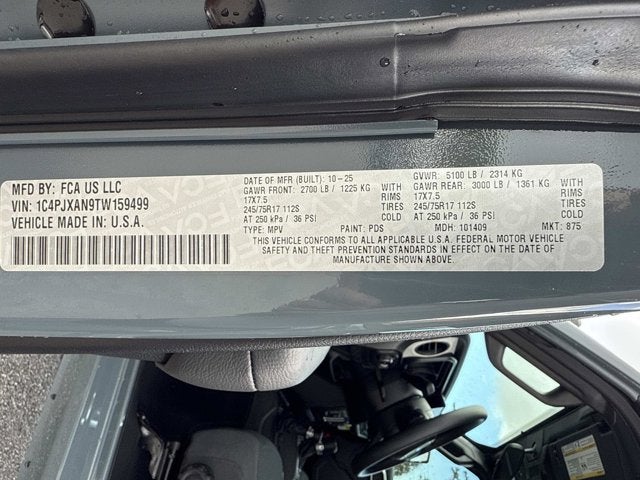 MFD BY: FCA US LLC
VIN: 1C4PJXAN9TW159499
VEHICLE MADE IN: U.S.A.
DATE OF MFR (BUILT): 10-25
GAWR FRONT: 2700 LB / 1225 KG WITH
17X7.5 RIMS
245/75R17 112S TIRES
AT 250 kPa / 36 PSI COLD
TYPE: MPV PAINT: PDS
GVWR: 5100 LB / 2314 KG
GAWR REAR: 3000 LB / 1361 KG WITH
17X7.5 RIMS
245/75R17 112S TIRES
AT 250 kPa / 36 PSI COLD
MDH: 101409 MKT: 875
THIS VEHICLE CONFORMS TO ALL APPLICABLE U.S.A. FEDERAL MOTOR VEHICLE
SAFETY AND THEFT PREVENTION STANDARDS IN EFFECT ON THE DATE OF
MANUFACTURE SHOWN ABOVE.